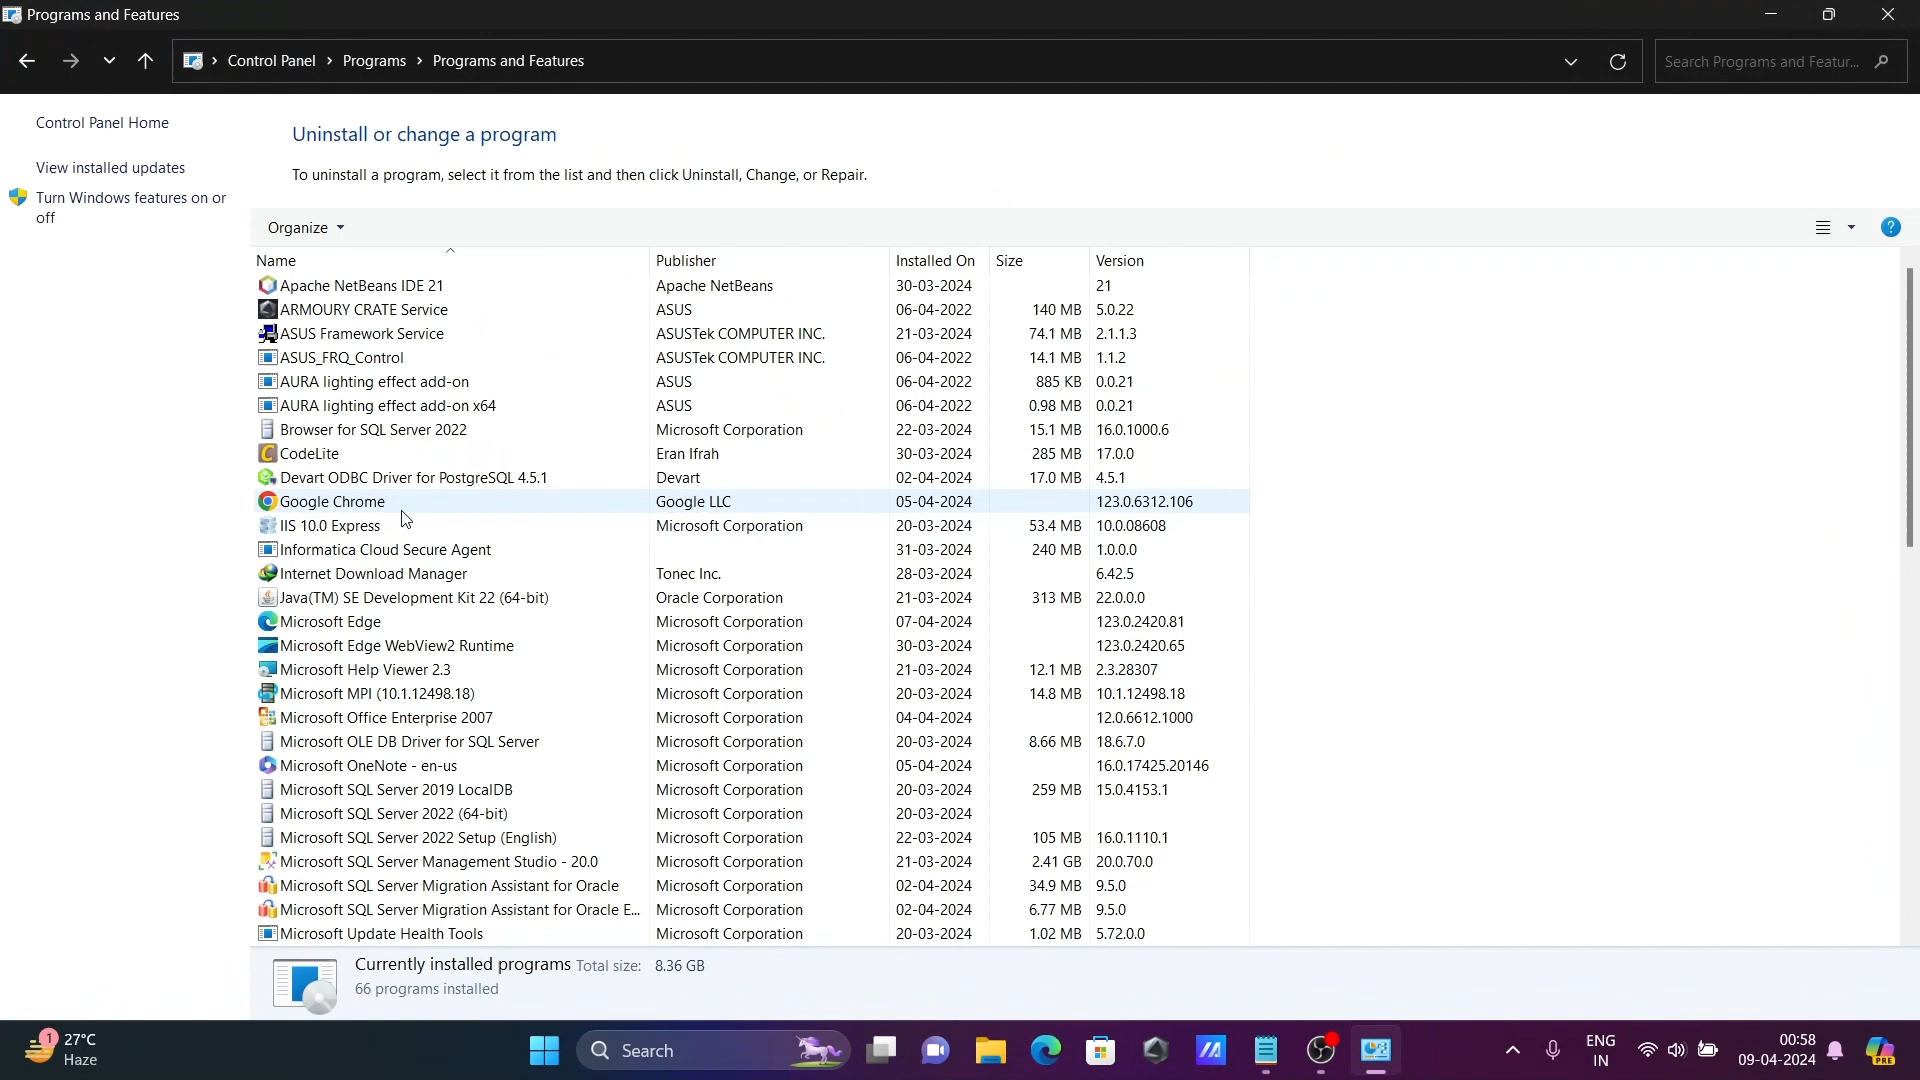 Programs and Features
Control Panel > Programs > Programs and Features
Search Programs and Featur...
Control Panel Home
View installed updates
Turn Windows features on or
off
Uninstall or change a program
To uninstall a program, select it from the list and then click Uninstall, Change, or Repair.
Organize
Name Publisher Installed On Size Version
Apache NetBeans IDE 21 Apache NetBeans 30-03-2024 21
ARMOURY CRATE Service ASUS 06-04-2022 140 MB 5.0.22
ASUS Framework Service ASUSTek COMPUTER INC. 21-03-2024 74.1 MB 2.1.1.3
ASUS_FRQ_Control ASUSTek COMPUTER INC. 06-04-2022 14.1 MB 1.1.2
AURA lighting effect add-on ASUS 06-04-2022 885 KB 0.0.21
AURA lighting effect add-on x64 ASUS 06-04-2022 0.98 MB 0.0.21
Browser for SQL Server 2022 Microsoft Corporation 22-03-2024 15.1 MB 16.0.1000.6
CodeLite Eran Ifrah 30-03-2024 285 MB 17.0.0
Devart ODBC Driver for PostgreSQL 4.5.1 Devart 02-04-2024 17.0 MB 4.5.1
Google Chrome Google LLC 05-04-2024 123.0.6312.106
IIS 10.0 Express Microsoft Corporation 20-03-2024 53.4 MB 10.0.08608
Informatica Cloud Secure Agent 31-03-2024 240 MB 1.0.0.0
Internet Download Manager Tonec Inc. 28-03-2024 6.42.5
Java(TM) SE Development Kit 22 (64-bit) Oracle Corporation 21-03-2024 313 MB 22.0.0.0
Microsoft Edge Microsoft Corporation 07-04-2024 123.0.2420.81
Microsoft Edge WebView2 Runtime Microsoft Corporation 30-03-2024 123.0.2420.65
Microsoft Help Viewer 2.3 Microsoft Corporation 21-03-2024 12.1 MB 2.3.28307
Microsoft MPI (10.1.12498.18) Microsoft Corporation 20-03-2024 14.8 MB 10.1.12498.18
Microsoft Office Enterprise 2007 Microsoft Corporation 04-04-2024 12.0.6612.1000
Microsoft OLE DB Driver for SQL Server Microsoft Corporation 20-03-2024 8.66 MB 18.6.7.0
Microsoft OneNote - en-us Microsoft Corporation 05-04-2024 16.0.17425.20146
Microsoft SQL Server 2019 LocalDB Microsoft Corporation 20-03-2024 259 MB 15.0.4153.1
Microsoft SQL Server 2022 (64-bit) Microsoft Corporation 20-03-2024
Microsoft SQL Server 2022 Setup (English) Microsoft Corporation 22-03-2024 105 MB 16.0.1110.1
Microsoft SQL Server Management Studio - 20.0 Microsoft Corporation 21-03-2024 2.41 GB 20.0.70.0
Microsoft SQL Server Migration Assistant for Oracle Microsoft Corporation 02-04-2024 34.9 MB 9.5.0
Microsoft SQL Server Migration Assistant for Oracle E... Microsoft Corporation 02-04-2024 6.77 MB 9.5.0
Microsoft Update Health Tools Microsoft Corporation 20-03-2024 1.02 MB 5.72.0.0
Currently installed programs Total size: 8.36 GB
66 programs installed
1
27°C
Haze
Search
ENG
IN
00:58
09-04-2024
PRE